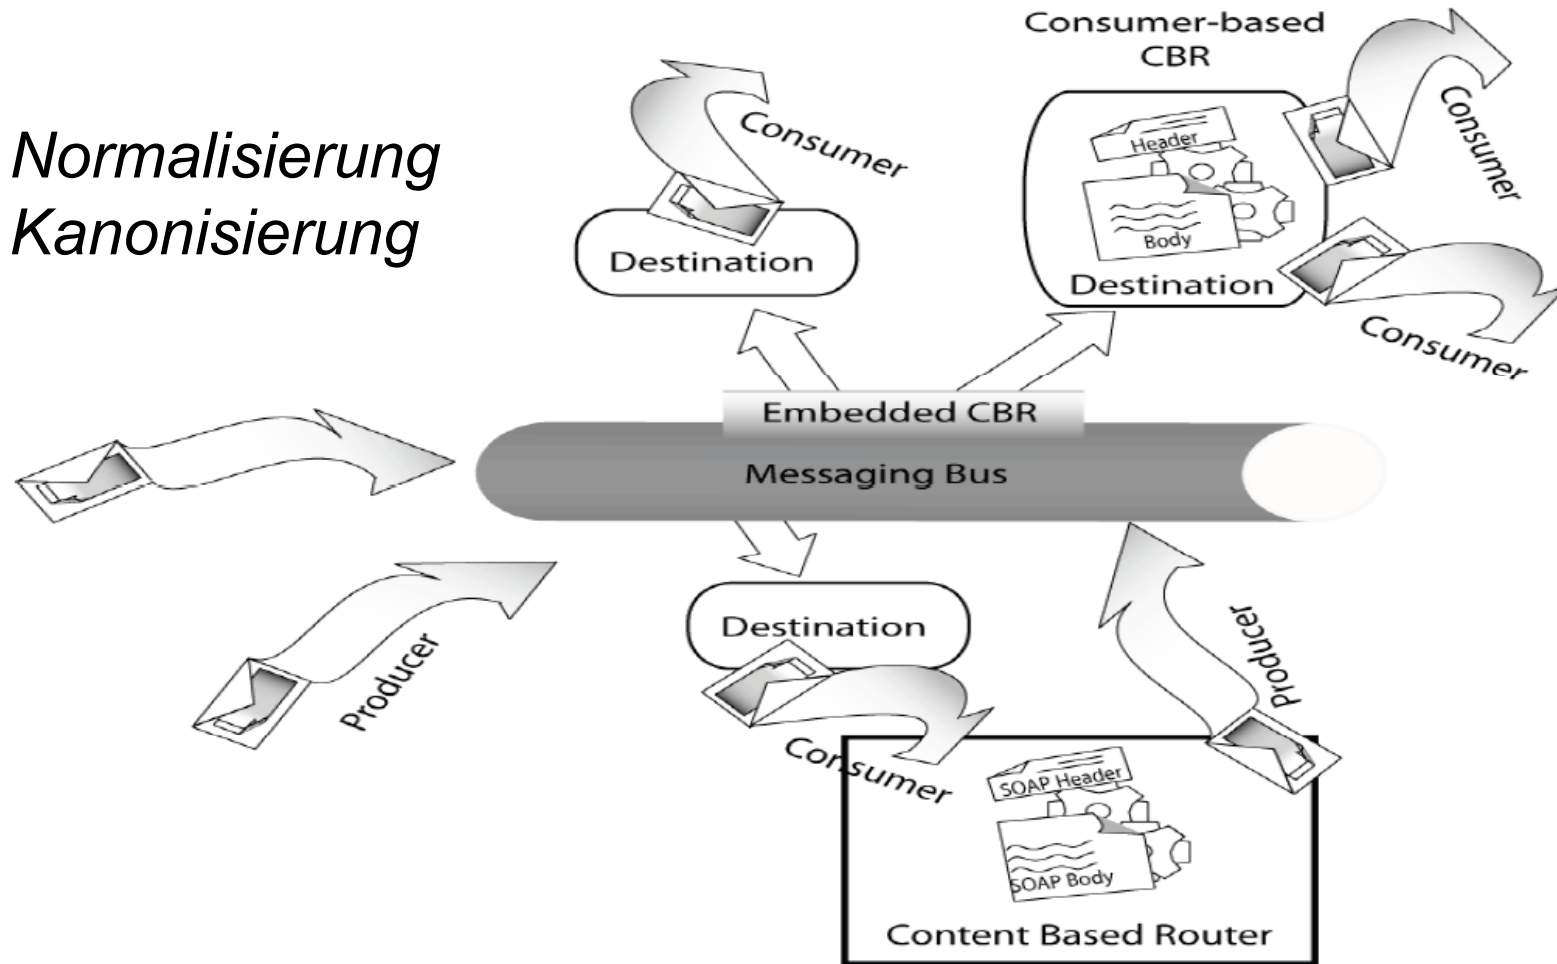 Normalisierung
Kanonisierung
Consumer-based
CBR
Consumer
Destination
Header
Body
Destination
Consumer
Consumer
Embedded CBR
Messaging Bus
Producer
Destination
Consumer
Producer
SOAP Header
SOAP Body
Content Based Router